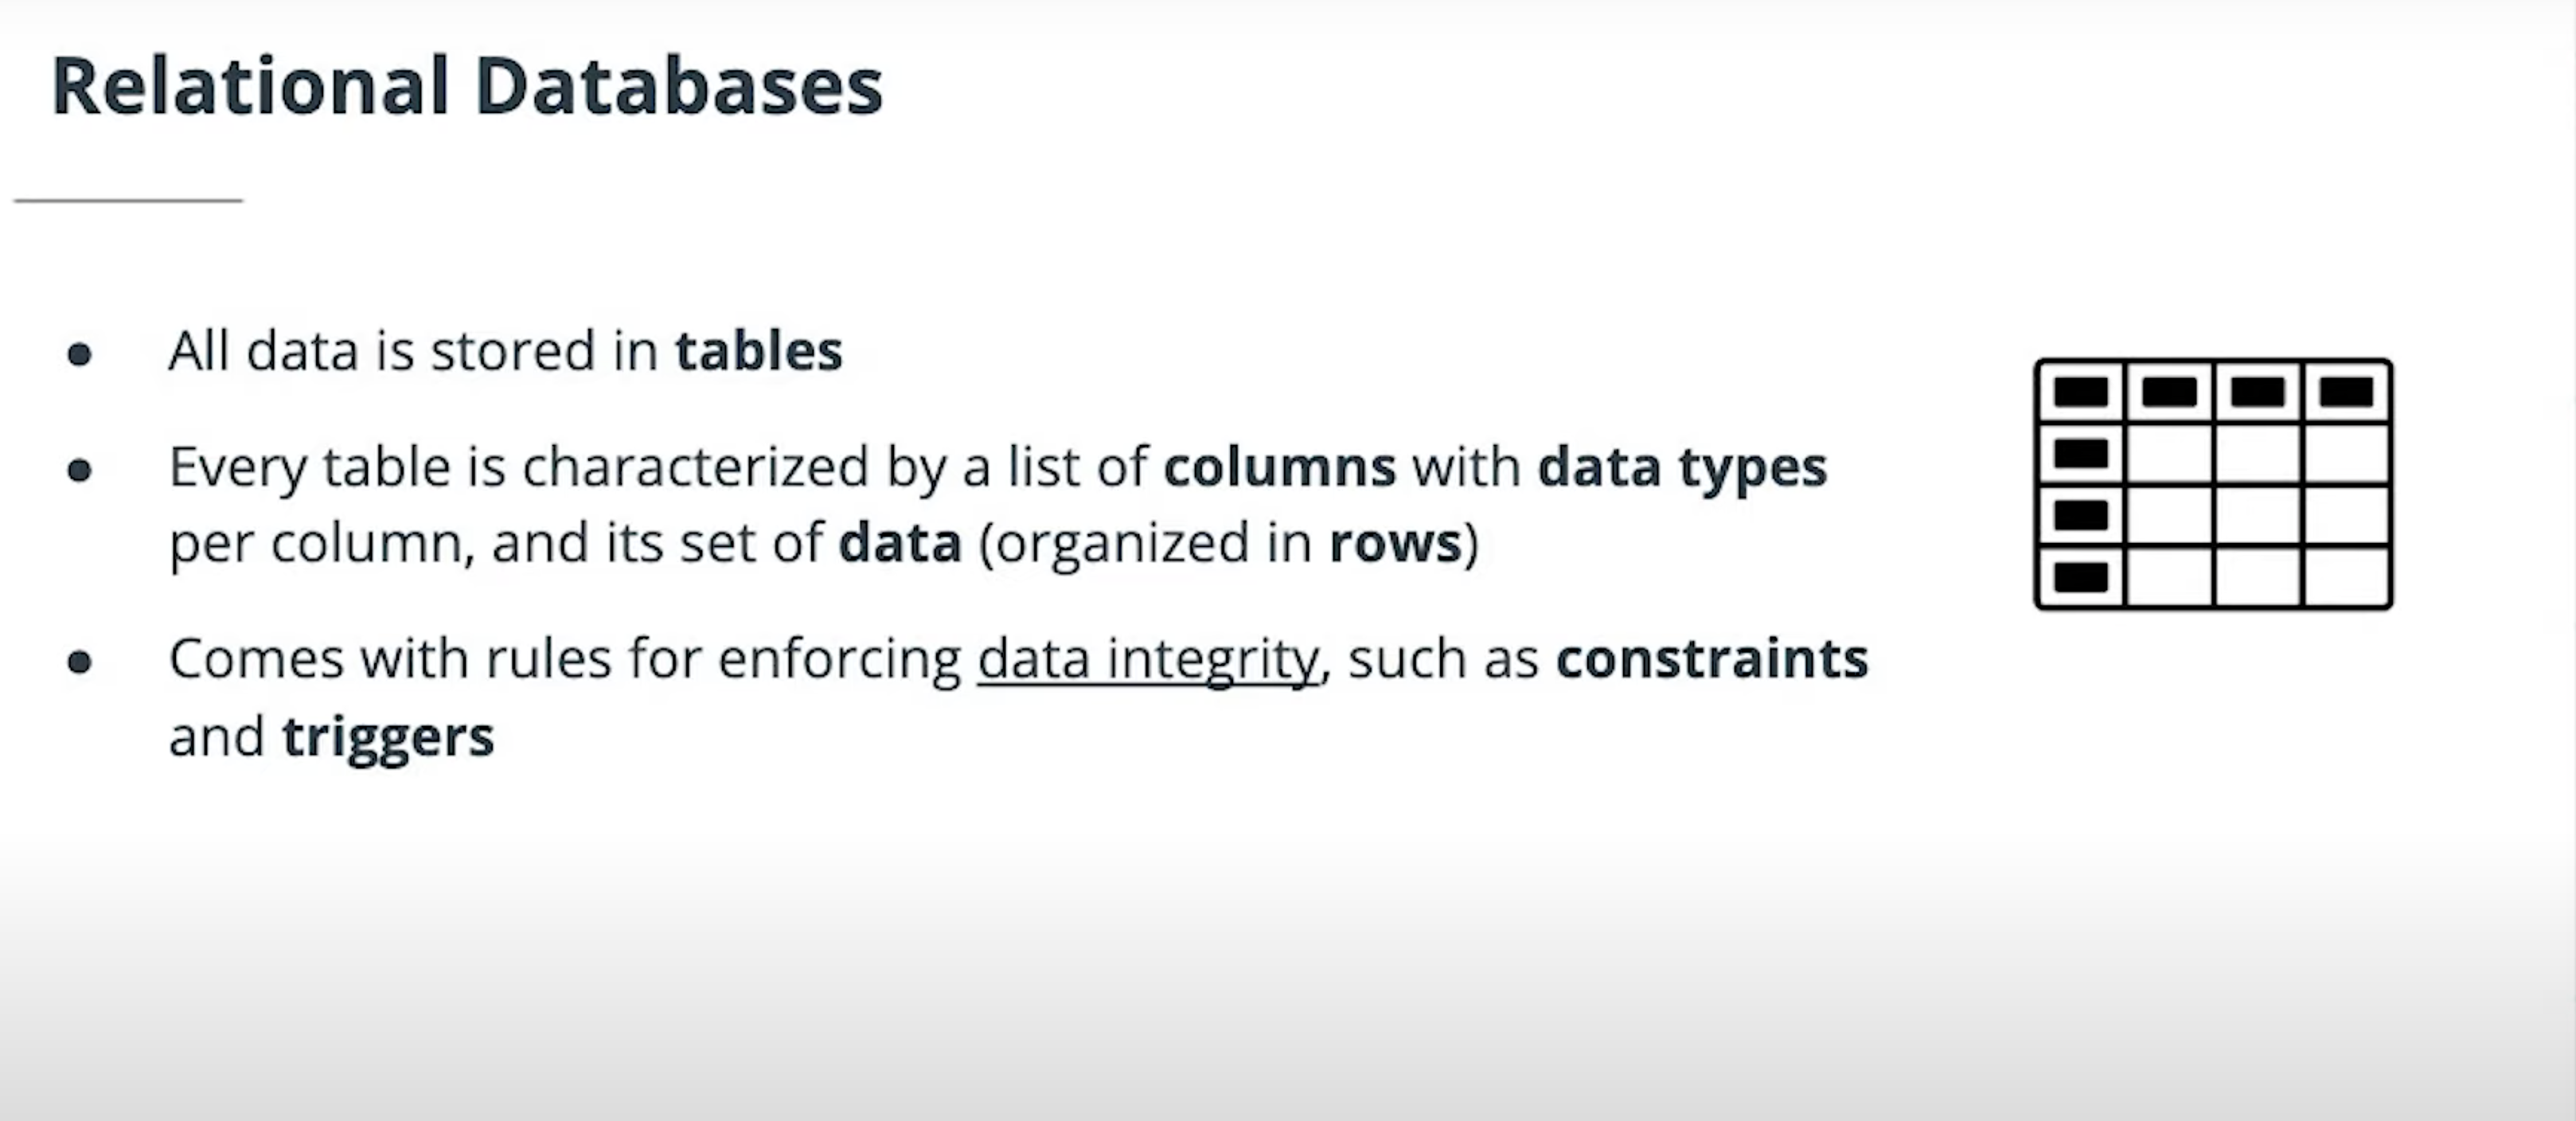 Relational Databases
● All data is stored in tables
● Every table is characterized by a list of columns with data types
per column, and its set of data (organized in rows)
● Comes with rules for enforcing data integrity, such as constraints
and triggers